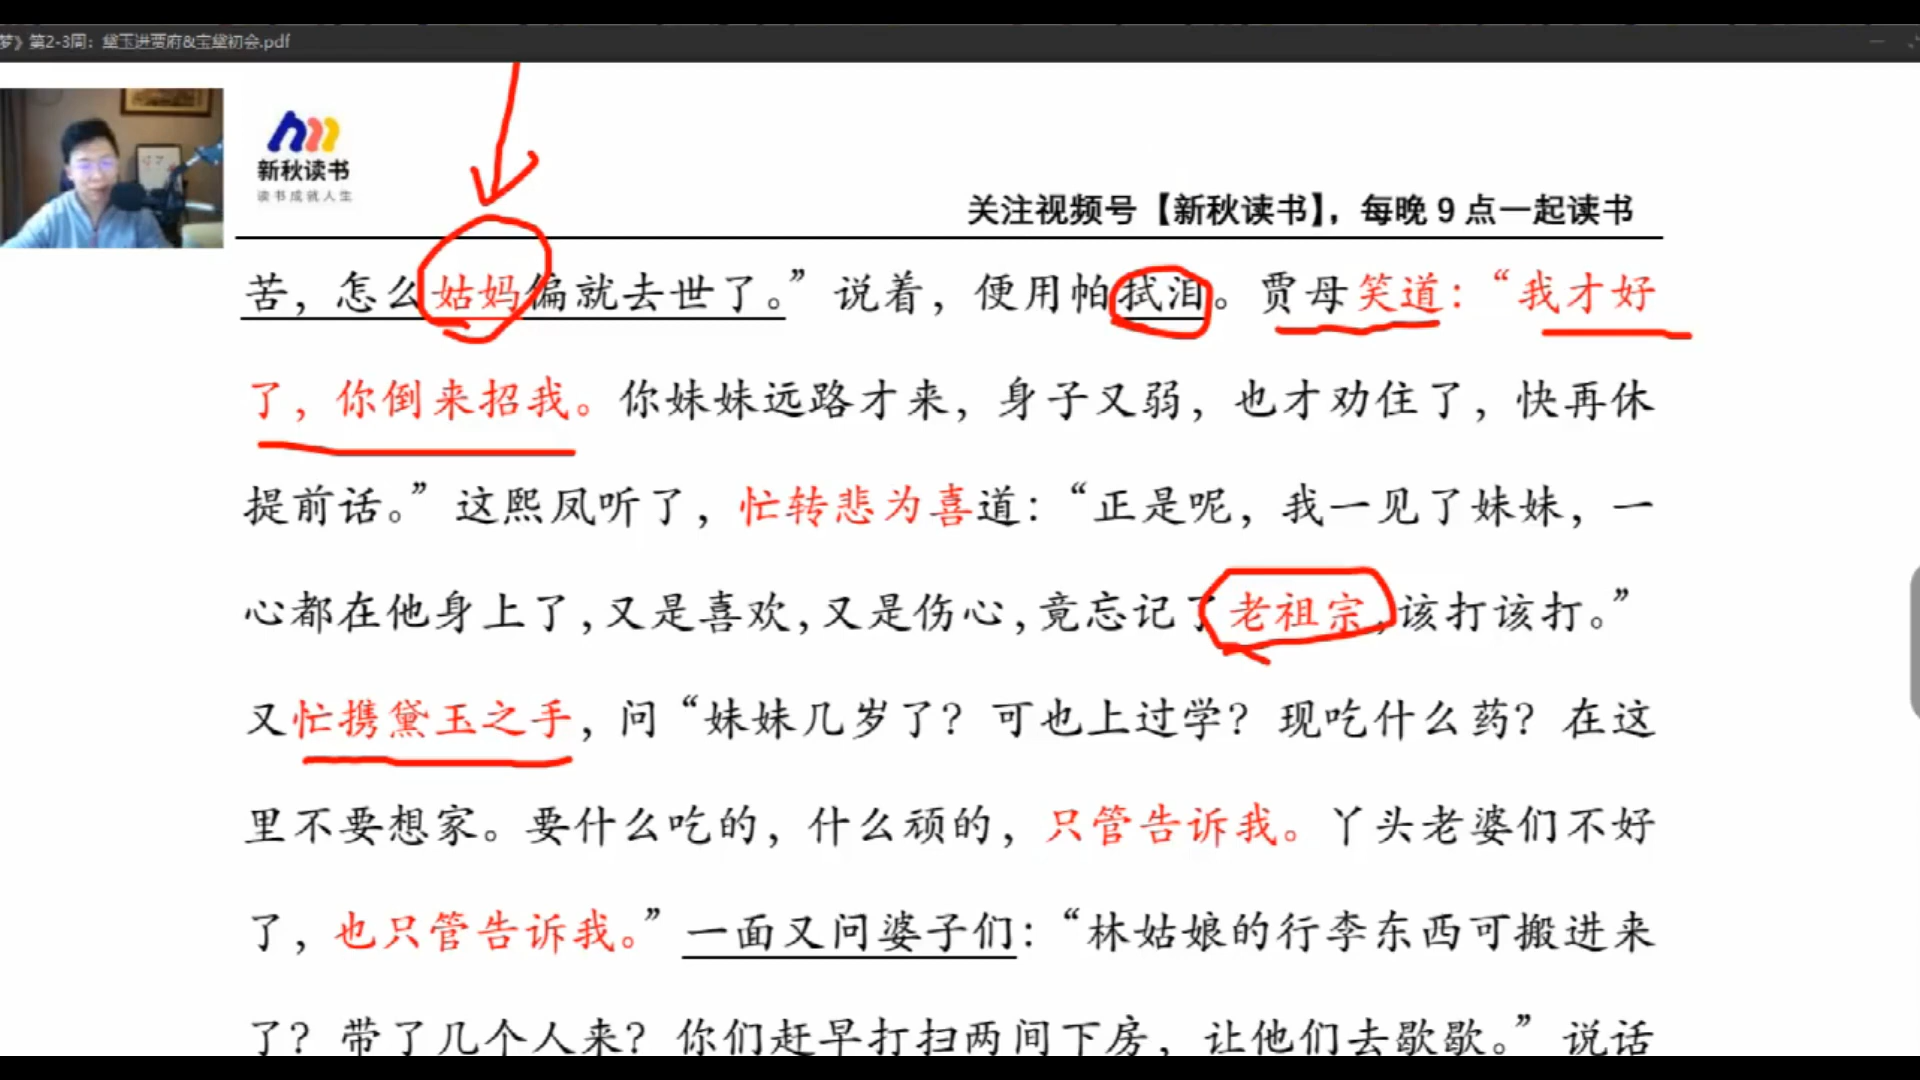 梦》第2-3周：黛玉进贾府&宝黛初会.pdf
新秋读书
读书成就人生
关注视频号【新秋读书】，每晚9点一起读书
苦，怎么姑妈偏就去世了。”说着，便用帕拭泪。贾母笑道：“我才好
了，你倒来招我。你妹妹远路才来，身子又弱，也才劝住了，快再休
提前话。”这熙凤听了，忙转悲为喜道：“正是呢，我一见了妹妹，一
心都在他身上了，又是喜欢，又是伤心，竟忘记了老祖宗，该打该打。”
又忙携黛玉之手，问“妹妹几岁了？可也上过学？现吃什么药？在这
里不要想家。要什么吃的，什么顽的，只管告诉我。丫头老婆们不好
了，也只管告诉我。”一面又问婆子们：“林姑娘的行李东西可搬进来
了？带了几个人来？你们赶早打扫两间下房，让他们去歇歇。”说话